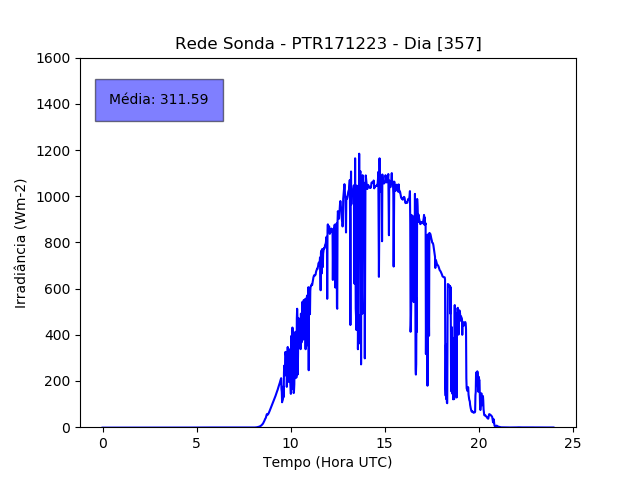 Rede Sonda - PTR171223 - Dia [357]
1600
1400
1200
1000
800
600
400
200
0
Irradiância (Wm-2)
Média: 311.59
0 5 10 15 20 25
Tempo (Hora UTC)